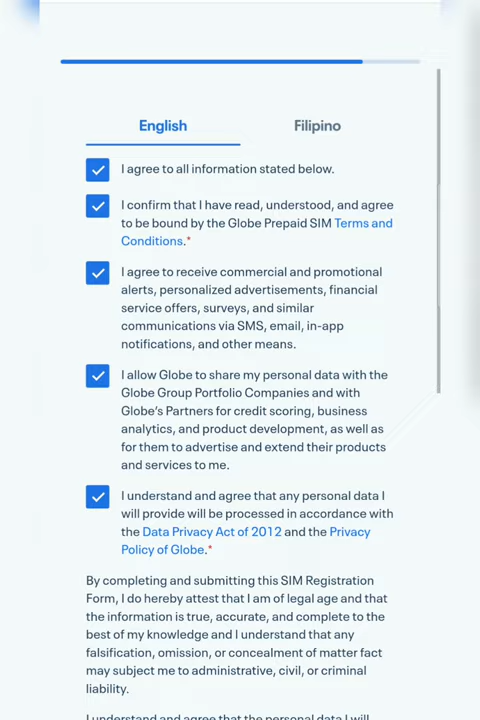 English
Filipino
I agree to all information stated below.
I confirm that I have read, understood, and agree
to be bound by the Globe Prepaid SIM Terms and
Conditions.*
I agree to receive commercial and promotional
alerts, personalized advertisements, financial
service offers, surveys, and similar
communications via SMS, email, in-app
notifications, and other means.
I allow Globe to share my personal data with the
Globe Group Portfolio Companies and with
Globe's Partners for credit scoring, business
analytics, and product development, as well as
for them to advertise and extend their products
and services to me.
I understand and agree that any personal data I
will provide will be processed in accordance with
the Data Privacy Act of 2012 and the Privacy
Policy of Globe.*
By completing and submitting this SIM Registration
Form, I do hereby attest that I am of legal age and that
the information is true, accurate, and complete to the
best of my knowledge and I understand that any
falsification, omission, or concealment of matter fact
may subject me to administrative, civil, or criminal
liability.
I understand and agree that the personal data I will